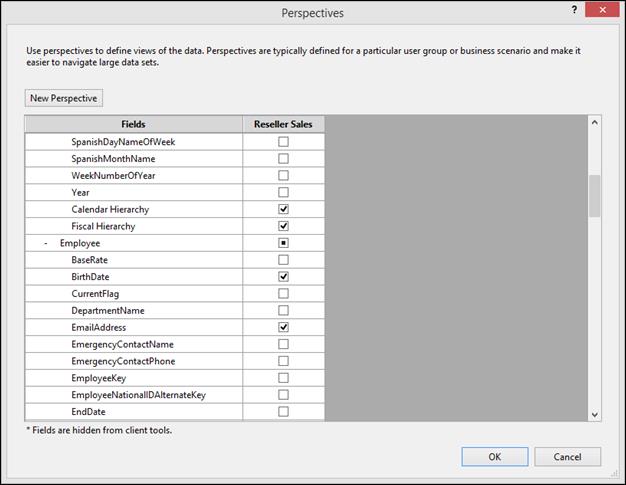 Perspectives
?
Use perspectives to define views of the data. Perspectives are typically defined for a particular user group or business scenario and make it
easier to navigate large data sets.
New Perspective
Fields Reseller Sales
SpanishDayNameOfWeek
SpanishMonthName
WeekNumberOfYear
Year
Calendar Hierarchy
Fiscal Hierarchy
- Employee
BaseRate
BirthDate
CurrentFlag
DepartmentName
EmailAddress
EmergencyContactName
EmergencyContactPhone
EmployeeKey
EmployeeNationalIDAlternateKey
EndDate
* Fields are hidden from client tools.
OK Cancel